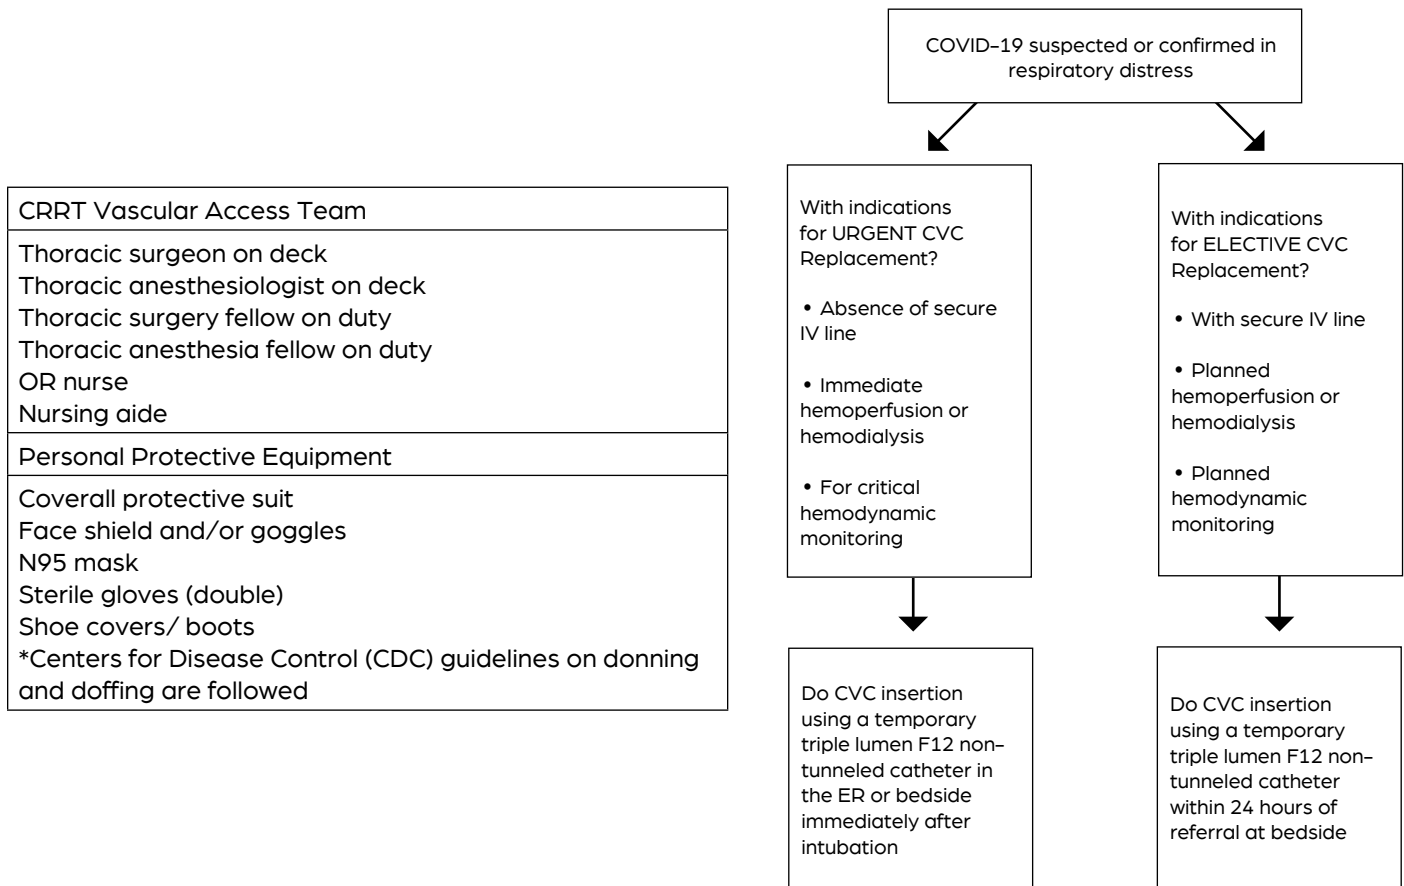 COVID-19 suspected or confirmed in
respiratory distress
CRRT Vascular Access Team
Thoracic surgeon on deck
Thoracic anesthesiologist on deck
Thoracic surgery fellow on duty
Thoracic anesthesia fellow on duty
OR nurse
Nursing aide
Personal Protective Equipment
Coverall protective suit
Face shield and/or goggles
N95 mask
Sterile gloves (double)
Shoe covers/ boots
*Centers for Disease Control (CDC) guidelines on donning
and doffing are followed
With indications
for URGENT CVC
Replacement?
• Absence of secure
IV line
• Immediate
hemoperfusion or
hemodialysis
• For critical
hemodynamic
monitoring
With indications
for ELECTIVE CVC
Replacement?
• With secure IV line
• Planned
hemoperfusion or
hemodialysis
• Planned
hemodynamic
monitoring
Do CVC insertion
using a temporary
triple lumen F12 non-
tunneled catheter in
the ER or bedside
immediately after
intubation
Do CVC insertion
using a temporary
triple lumen F12 non-
tunneled catheter
within 24 hours of
referral at bedside